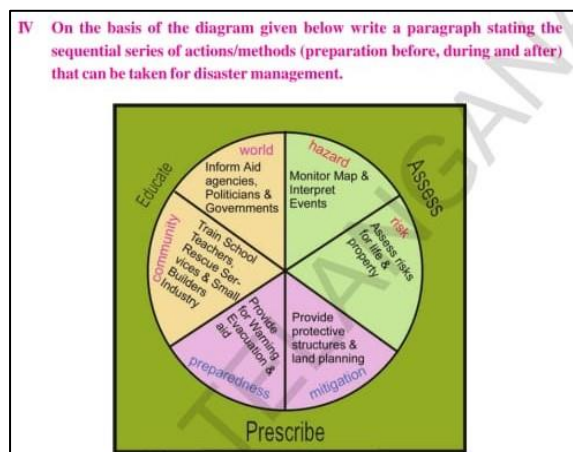 IV On the basis of the diagram given below write a paragraph stating the
sequential series of actions/methods (preparation before, during and after)
that can be taken for disaster management.
Educate
Assess
world
Inform Aid
agencies,
Politicians &
Governments
hazard
Monitor Map &
Interpret
Events
risk
Assess risks
for life &
property
community
Train School
Teachers,
Rescue Ser-
vices & Small
Builders
Industry
Provide
for Warning
Evacuation &
aid
preparedness
Provide
protective
structures &
land planning
mitigation
Prescribe
TELANGANA